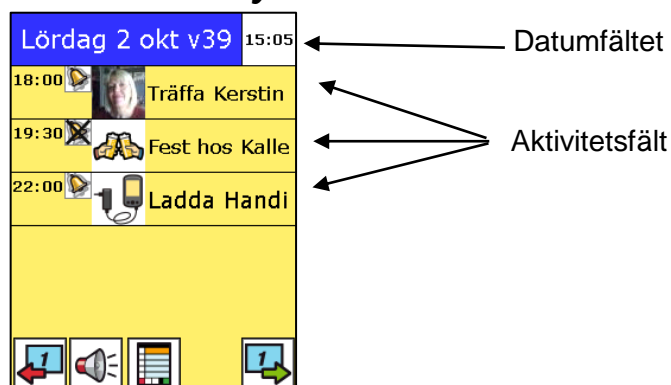 Lördag 2 okt v39 15:05
Datumfältet
18:00 Träffa Kerstin
19:30 Fest hos Kalle
Aktivitetsfält
22:00 Ladda Handi
1
1